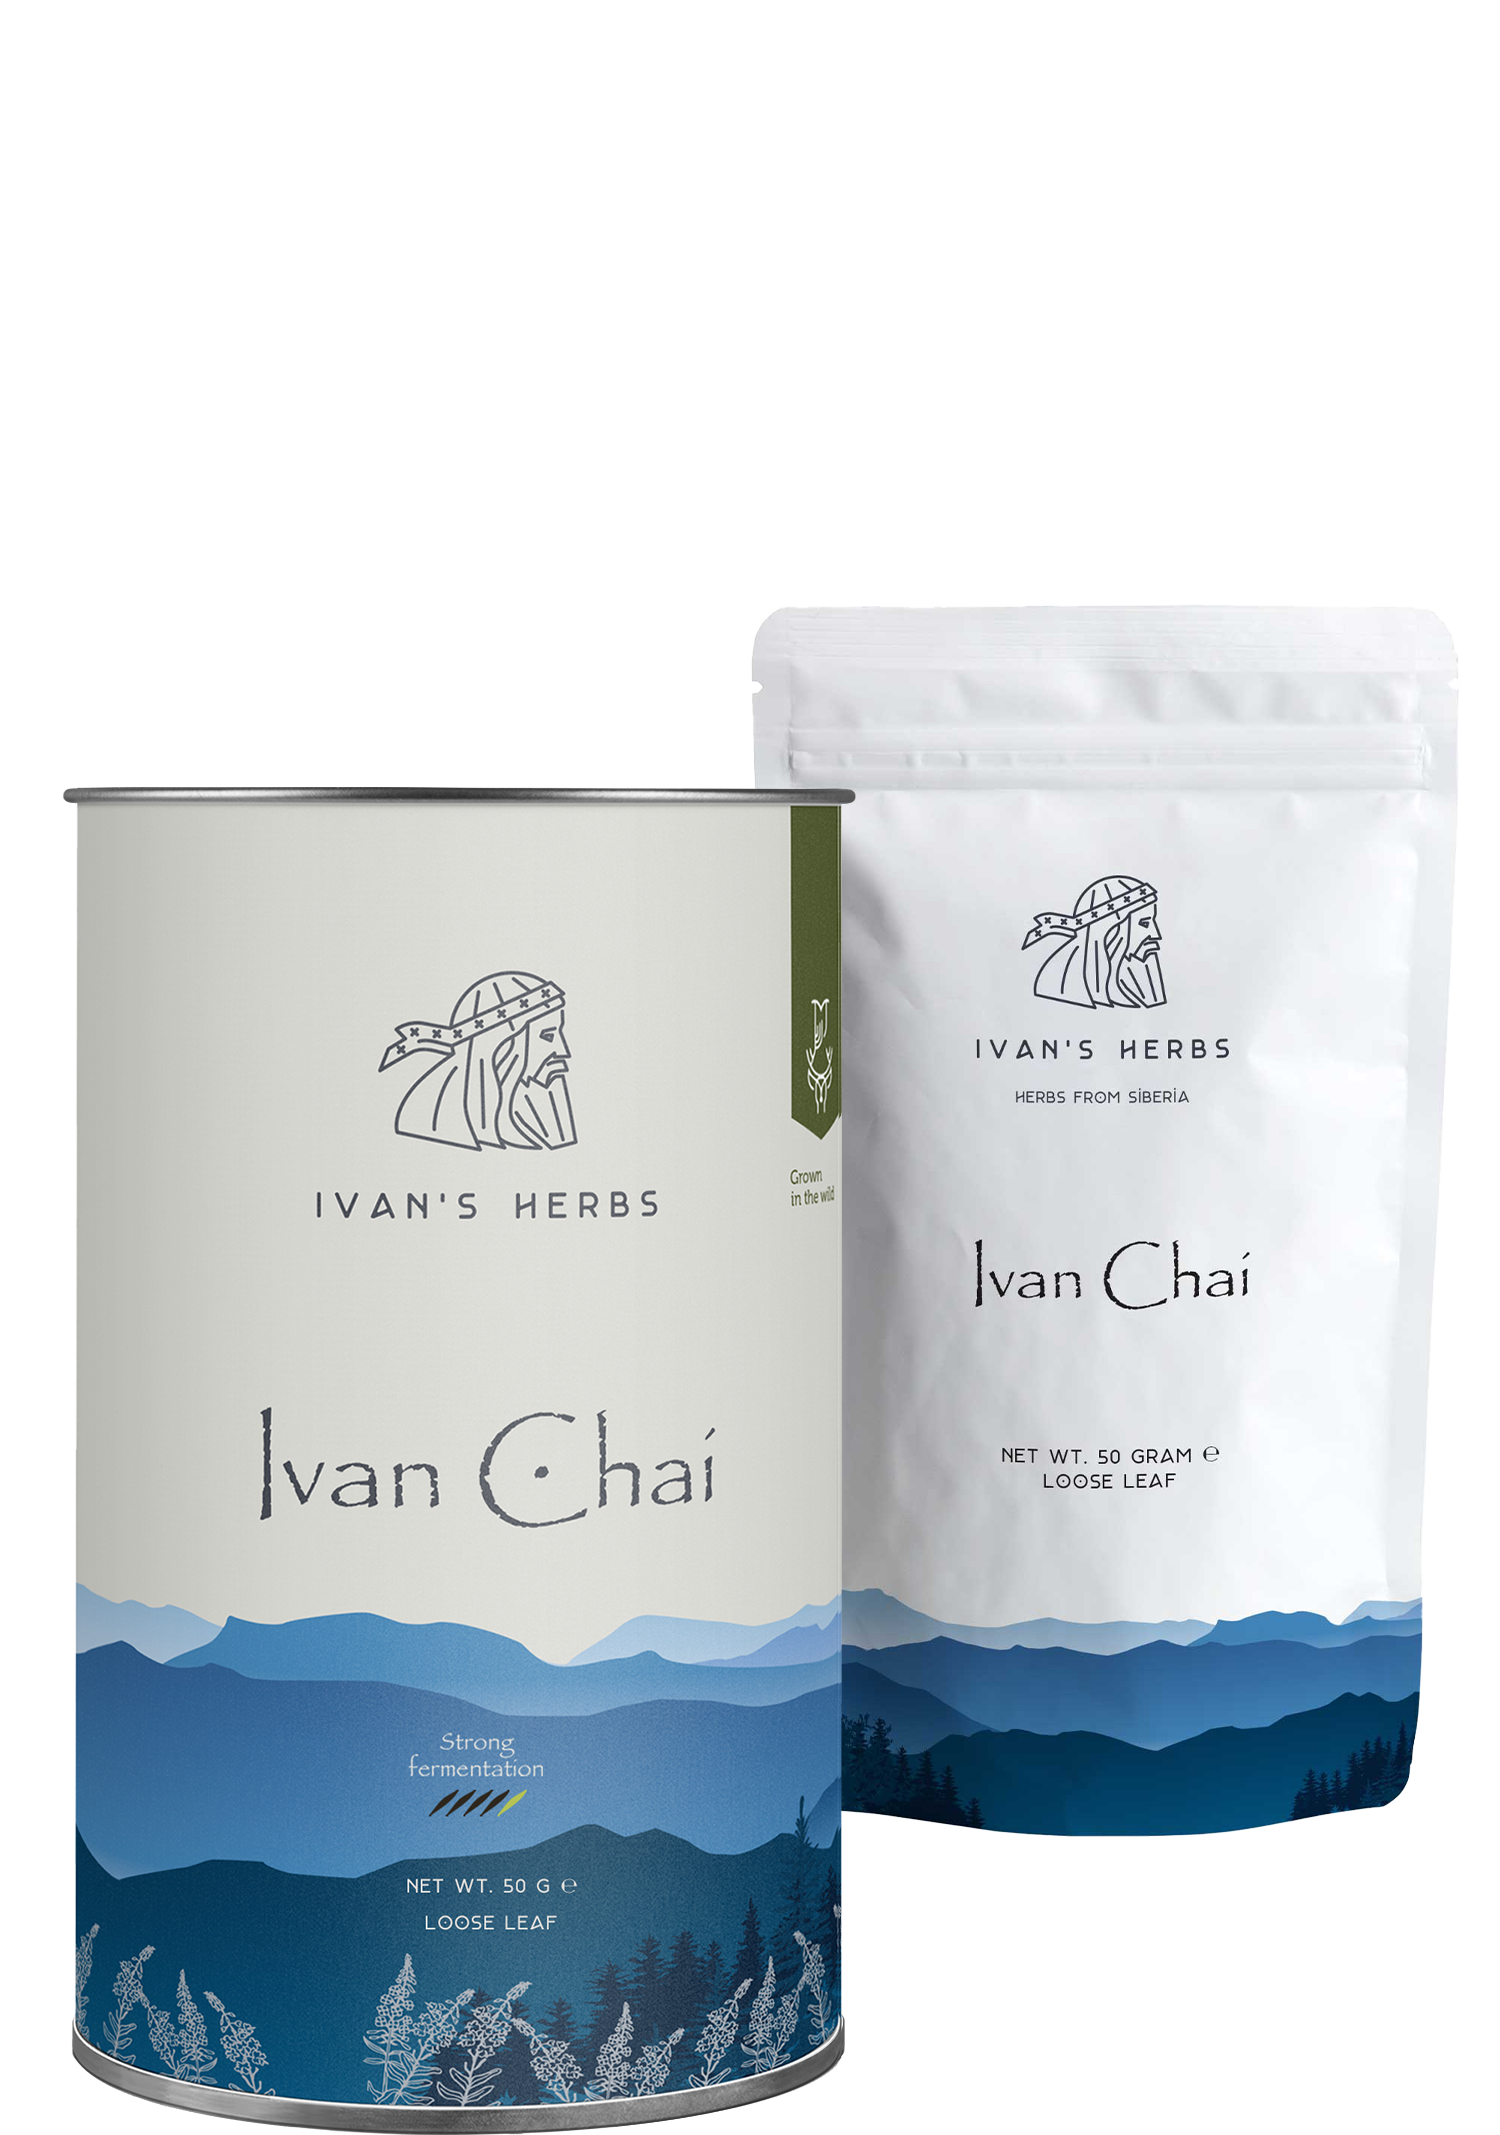 IVAN'S HERBS
Grown
in the wild
Ivan Chai
Strong
fermentation
NET WT. 50 G ℮
LOOSE LEAF
IVAN'S HERBS
HERBS FROM SIBERIA
Ivan Chai
NET WT. 50 GRAM ℮
LOOSE LEAF